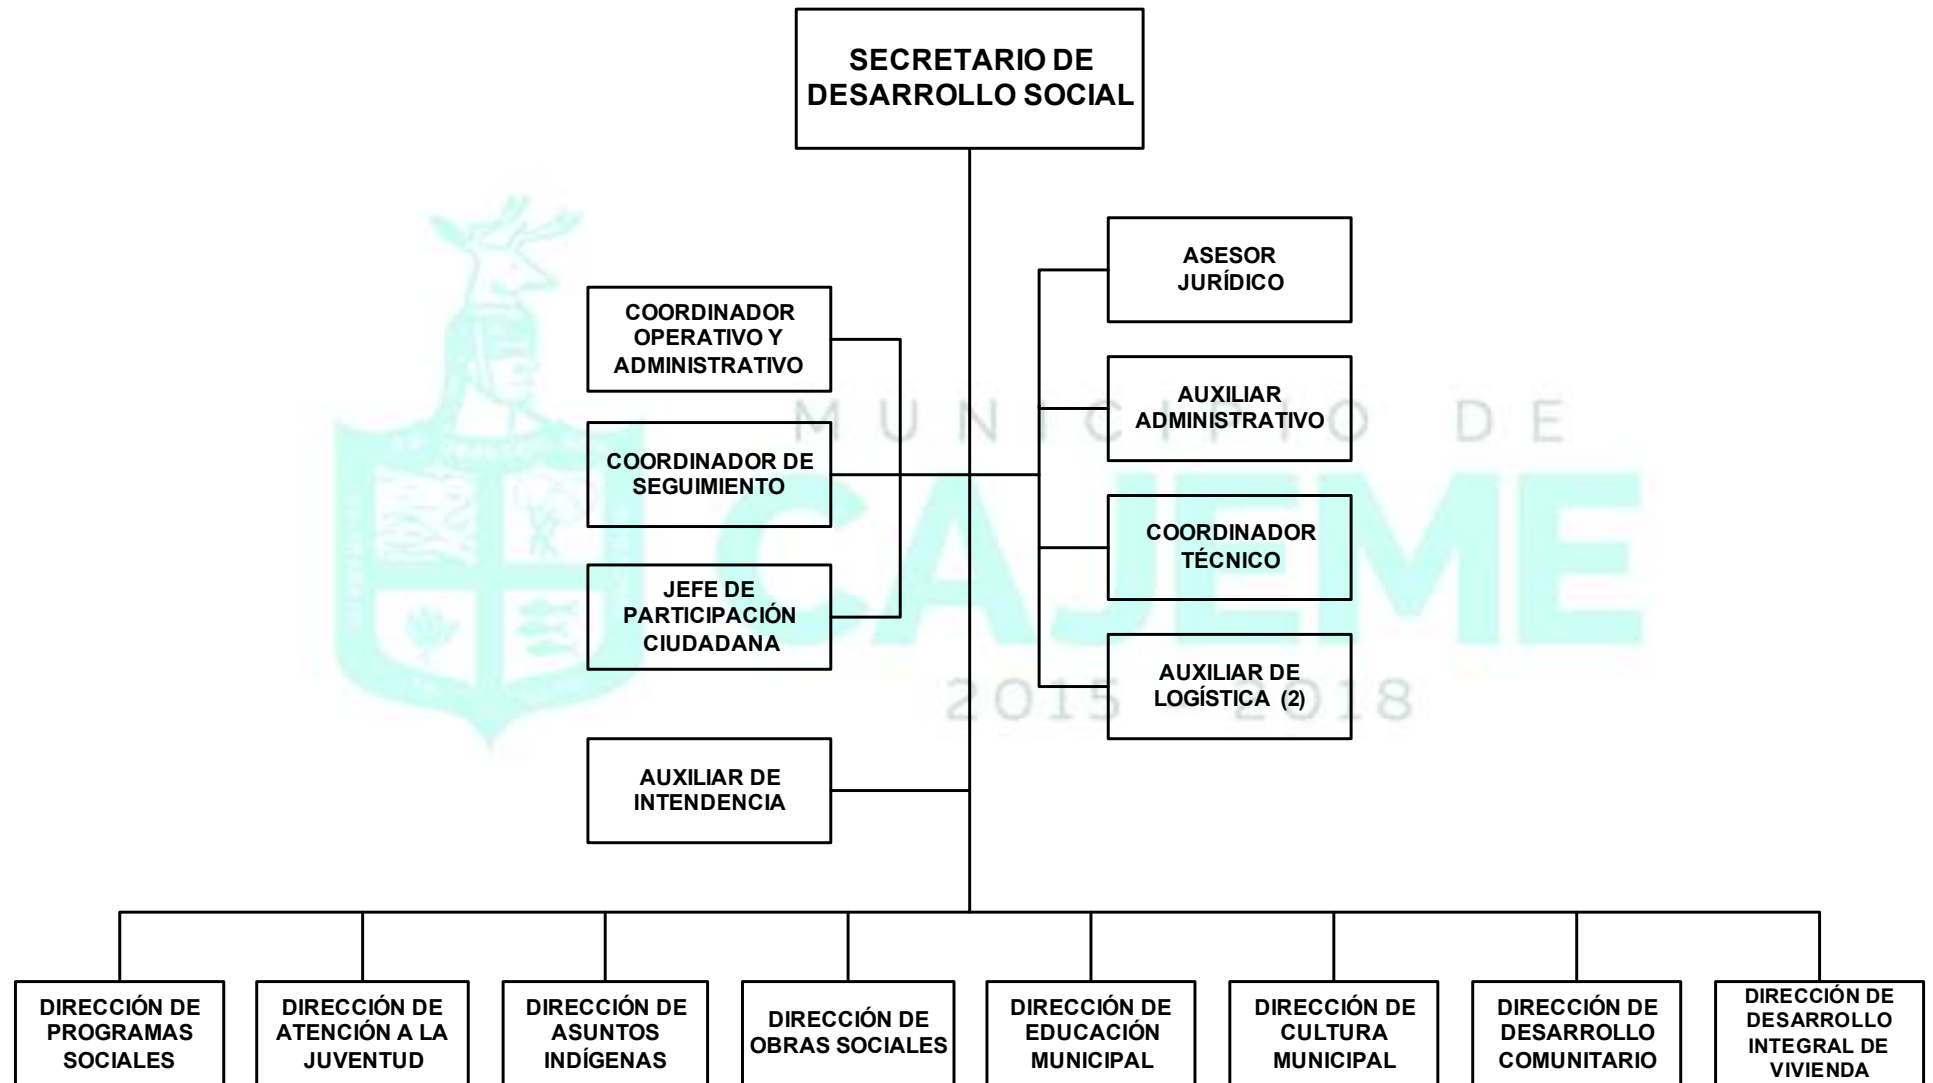 SECRETARIO DE
DESARROLLO SOCIAL
ASESOR
JURÍDICO
COORDINADOR
OPERATIVO Y
ADMINISTRATIVO
AUXILIAR
ADMINISTRATIVO
MUNICIPIO DE
CAJEME
2015 - 2018
COORDINADOR DE
SEGUIMIENTO
COORDINADOR
TÉCNICO
JEFE DE
PARTICIPACIÓN
CIUDADANA
AUXILIAR DE
LOGÍSTICA (2)
AUXILIAR DE
INTENDENCIA
DIRECCIÓN DE
PROGRAMAS
SOCIALES
DIRECCIÓN DE
ATENCIÓN A LA
JUVENTUD
DIRECCIÓN DE
ASUNTOS
INDÍGENAS
DIRECCIÓN DE
OBRAS SOCIALES
DIRECCIÓN DE
EDUCACIÓN
MUNICIPAL
DIRECCIÓN DE
CULTURA
MUNICIPAL
DIRECCIÓN DE
DESARROLLO
COMUNITARIO
DIRECCIÓN DE
DESARROLLO
INTEGRAL DE
VIVIENDA